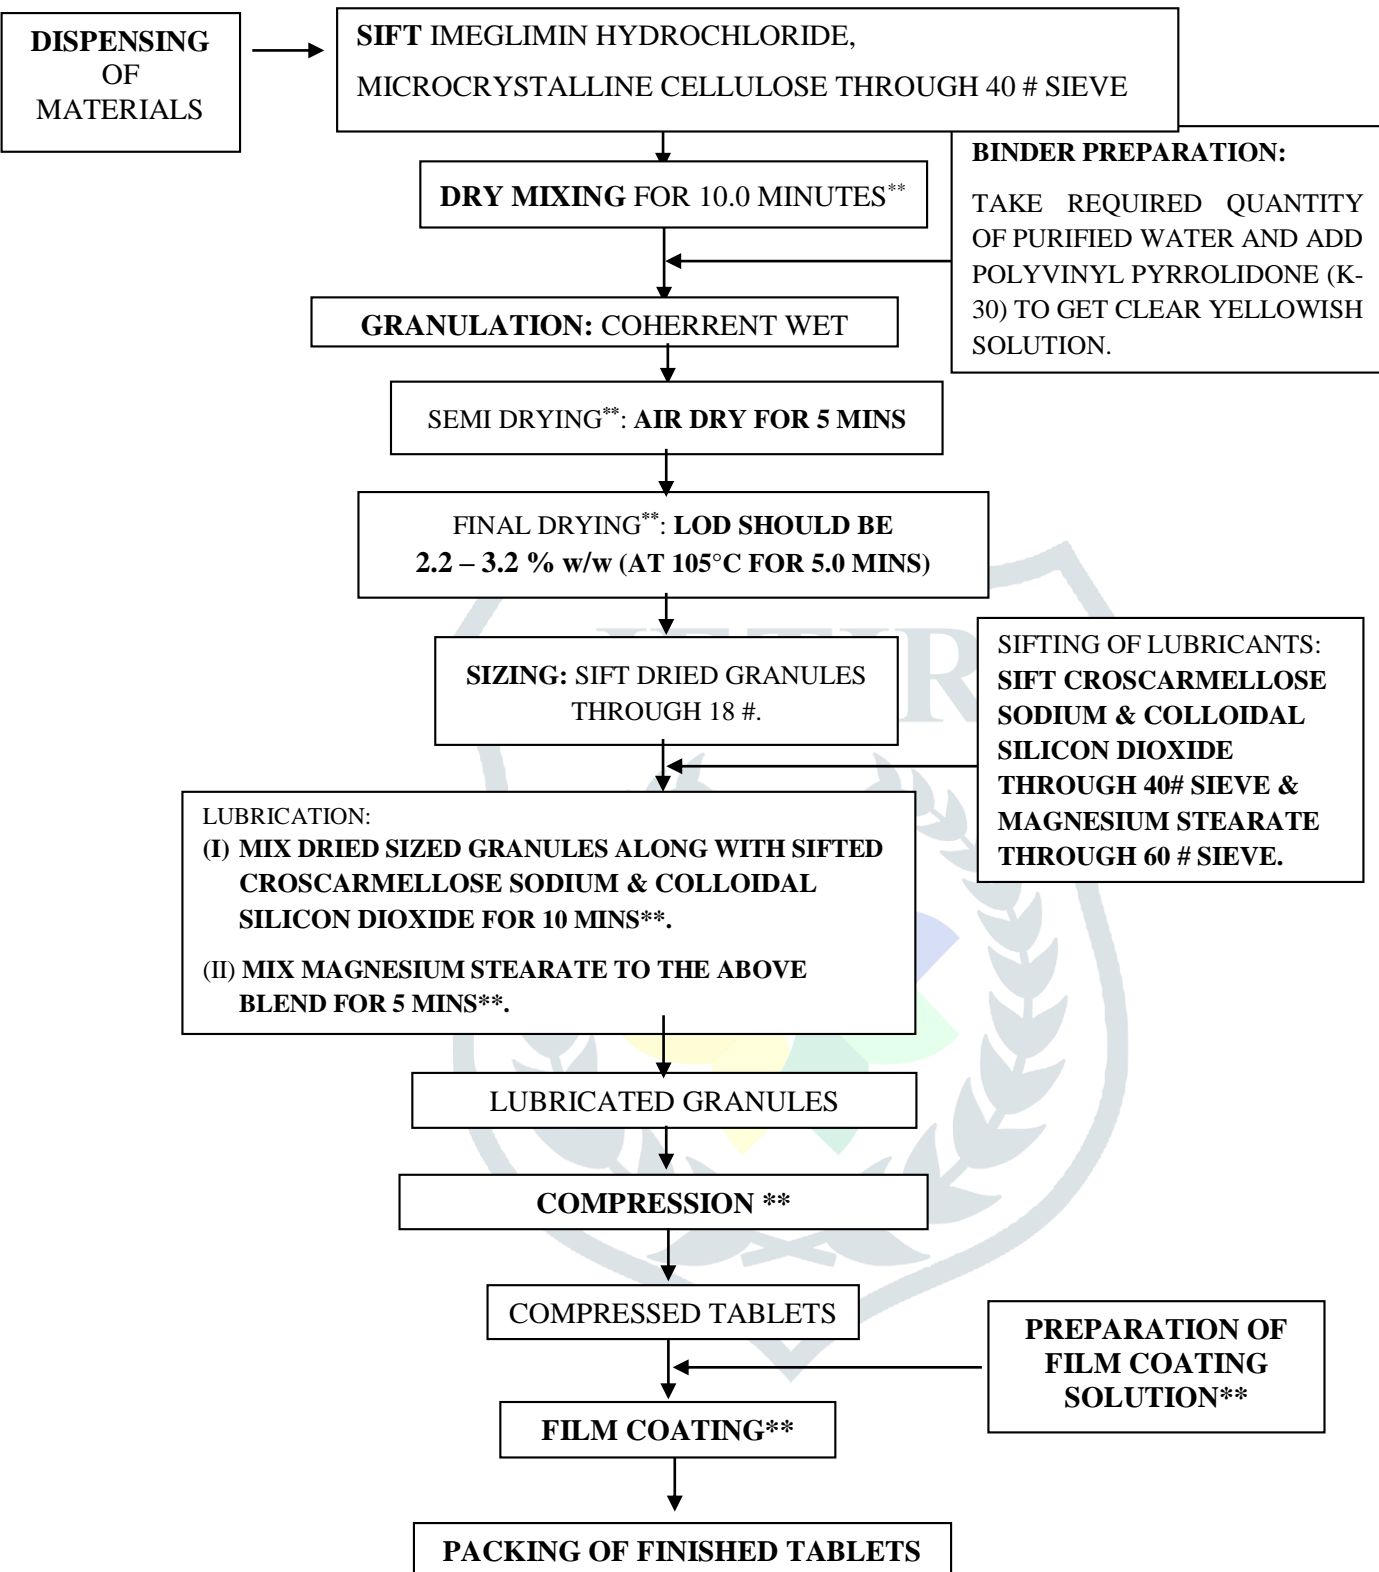 DISPENSING
OF
MATERIALS
SIFT IMEGLIMIN HYDROCHLORIDE,
MICROCRYSTALLINE CELLULOSE THROUGH 40 # SIEVE
DRY MIXING FOR 10.0 MINUTES**
BINDER PREPARATION:
TAKE REQUIRED QUANTITY
OF PURIFIED WATER AND ADD
POLYVINYL PYRROLIDONE (K-
30) TO GET CLEAR YELLOWISH
SOLUTION.
GRANULATION: COHERRENT WET
SEMI DRYING**: AIR DRY FOR 5 MINS
FINAL DRYING**: LOD SHOULD BE
2.2 – 3.2 % w/w (AT 105°C FOR 5.0 MINS)
SIZING: SIFT DRIED GRANULES
THROUGH 18 #.
SIFTING OF LUBRICANTS:
SIFT CROSCARMELLOSE
SODIUM & COLLOIDAL
SILICON DIOXIDE
THROUGH 40# SIEVE &
MAGNESIUM STEARATE
THROUGH 60 # SIEVE.
LUBRICATION:
(I) MIX DRIED SIZED GRANULES ALONG WITH SIFTED
CROSCARMELLOSE SODIUM & COLLOIDAL
SILICON DIOXIDE FOR 10 MINS**.
(II) MIX MAGNESIUM STEARATE TO THE ABOVE
BLEND FOR 5 MINS**.
LUBRICATED GRANULES
COMPRESSION **
COMPRESSED TABLETS
PREPARATION OF
FILM COATING
SOLUTION**
FILM COATING**
PACKING OF FINISHED TABLETS